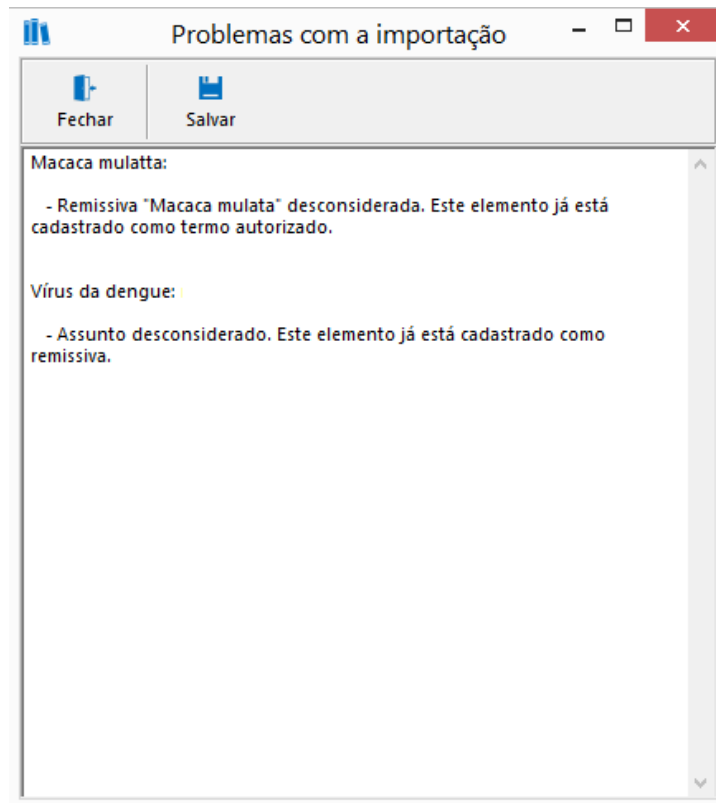 Problemas com a importação
Fechar
Salvar
Macaca mulatta:
- Remissiva "Macaca mulata" desconsiderada. Este elemento já está
cadastrado como termo autorizado.
Vírus da dengue:
- Assunto desconsiderado. Este elemento já está cadastrado como
remissiva.